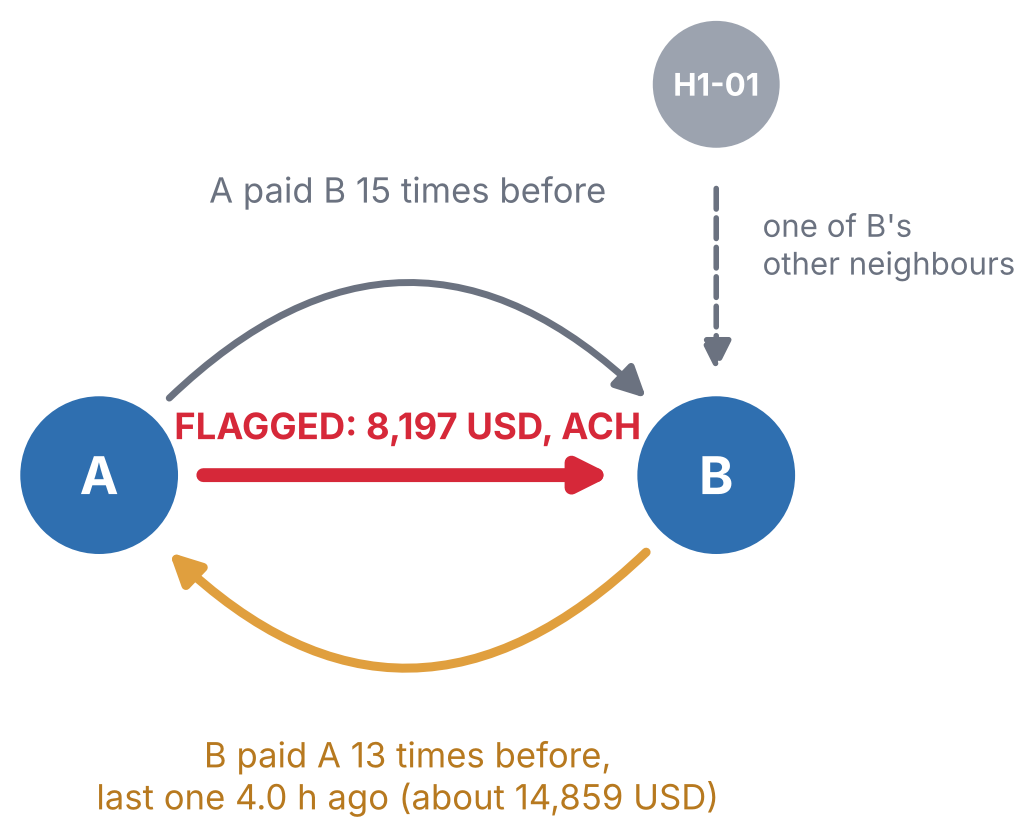 H1-01
A paid B 15 times before
one of B's
other neighbours
FLAGGED: 8,197 USD, ACH
A
B
B paid A 13 times before,
last one 4.0 h ago (about 14,859 USD)